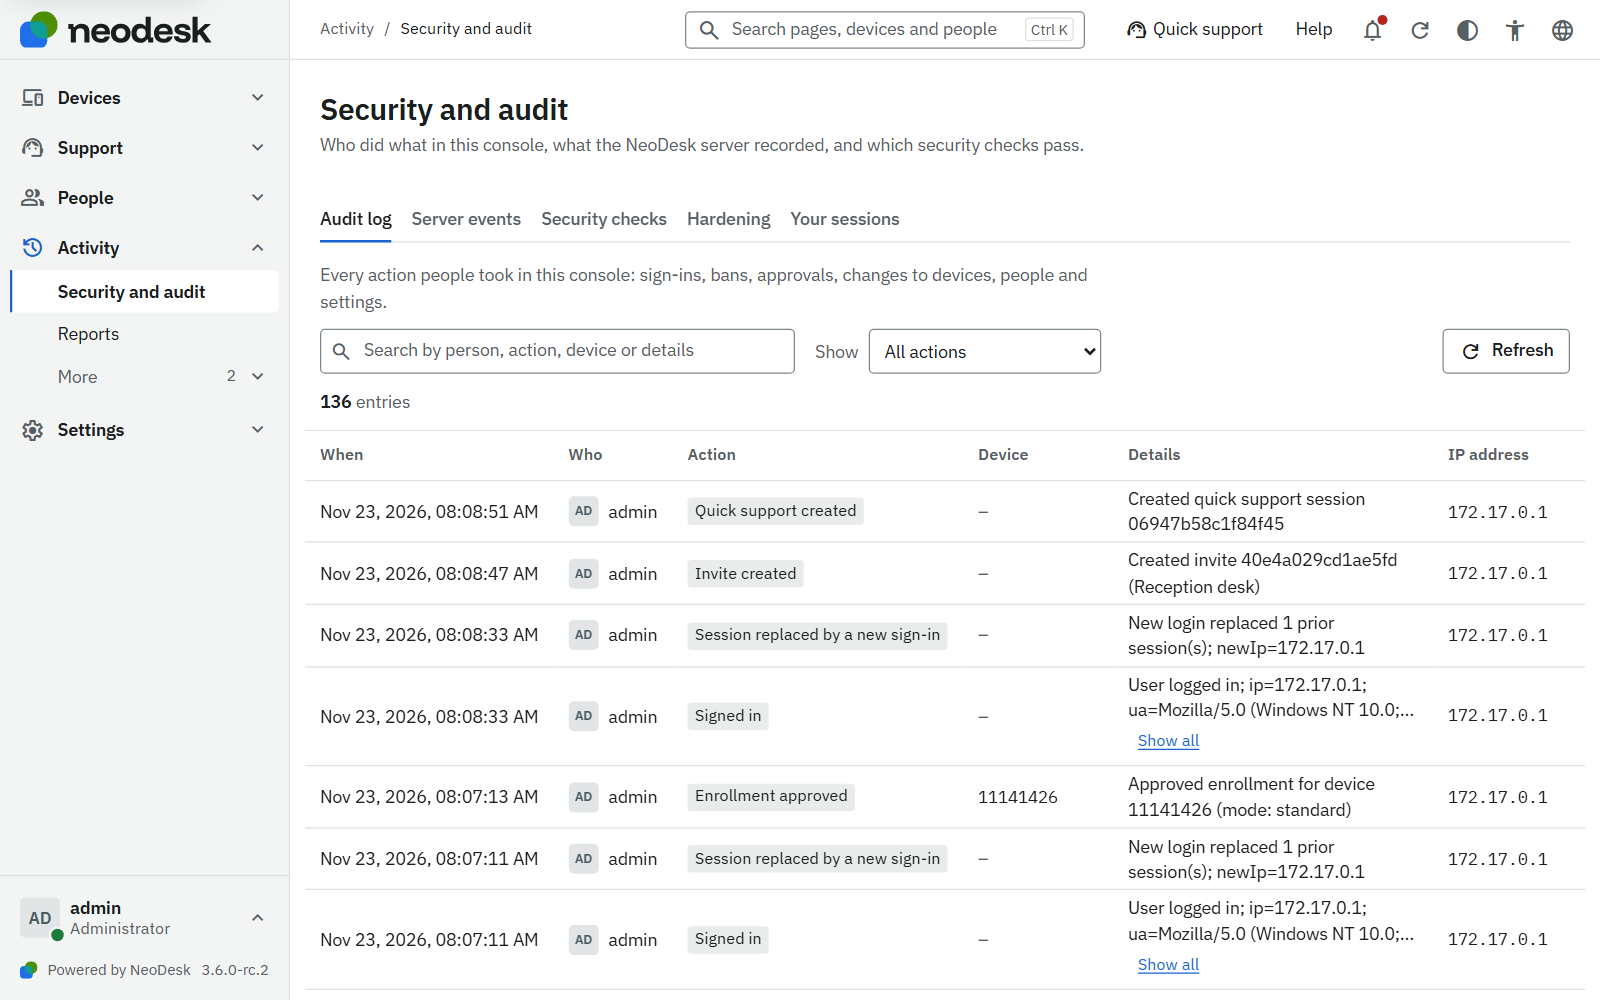 neodesk
Activity / Security and audit
Search pages, devices and people Ctrl K
Quick support
Help
Devices
Support
People
Activity
Security and audit
Reports
More 2
Settings
AD
admin
Administrator
Powered by NeoDesk 3.6.0-rc.2
Security and audit
Who did what in this console, what the NeoDesk server recorded, and which security checks pass.
Audit log Server events Security checks Hardening Your sessions
Every action people took in this console: sign-ins, bans, approvals, changes to devices, people and
settings.
Search by person, action, device or details
Show All actions
Refresh
136 entries
When Who Action Device Details IP address
Nov 23, 2026, 08:08:51 AM AD admin Quick support created – Created quick support session
06947b58c1f84f45 172.17.0.1
Nov 23, 2026, 08:08:47 AM AD admin Invite created – Created invite 40e4a029cd1ae5fd
(Reception desk) 172.17.0.1
Nov 23, 2026, 08:08:33 AM AD admin Session replaced by a new sign-in – New login replaced 1 prior
session(s); newIp=172.17.0.1 172.17.0.1
Nov 23, 2026, 08:08:33 AM AD admin Signed in – User logged in; ip=172.17.0.1;
ua=Mozilla/5.0 (Windows NT 10.0;... 172.17.0.1
Show all
Nov 23, 2026, 08:07:13 AM AD admin Enrollment approved 11141426 Approved enrollment for device
11141426 (mode: standard) 172.17.0.1
Nov 23, 2026, 08:07:11 AM AD admin Session replaced by a new sign-in – New login replaced 1 prior
session(s); newIp=172.17.0.1 172.17.0.1
Nov 23, 2026, 08:07:11 AM AD admin Signed in – User logged in; ip=172.17.0.1;
ua=Mozilla/5.0 (Windows NT 10.0;... 172.17.0.1
Show all